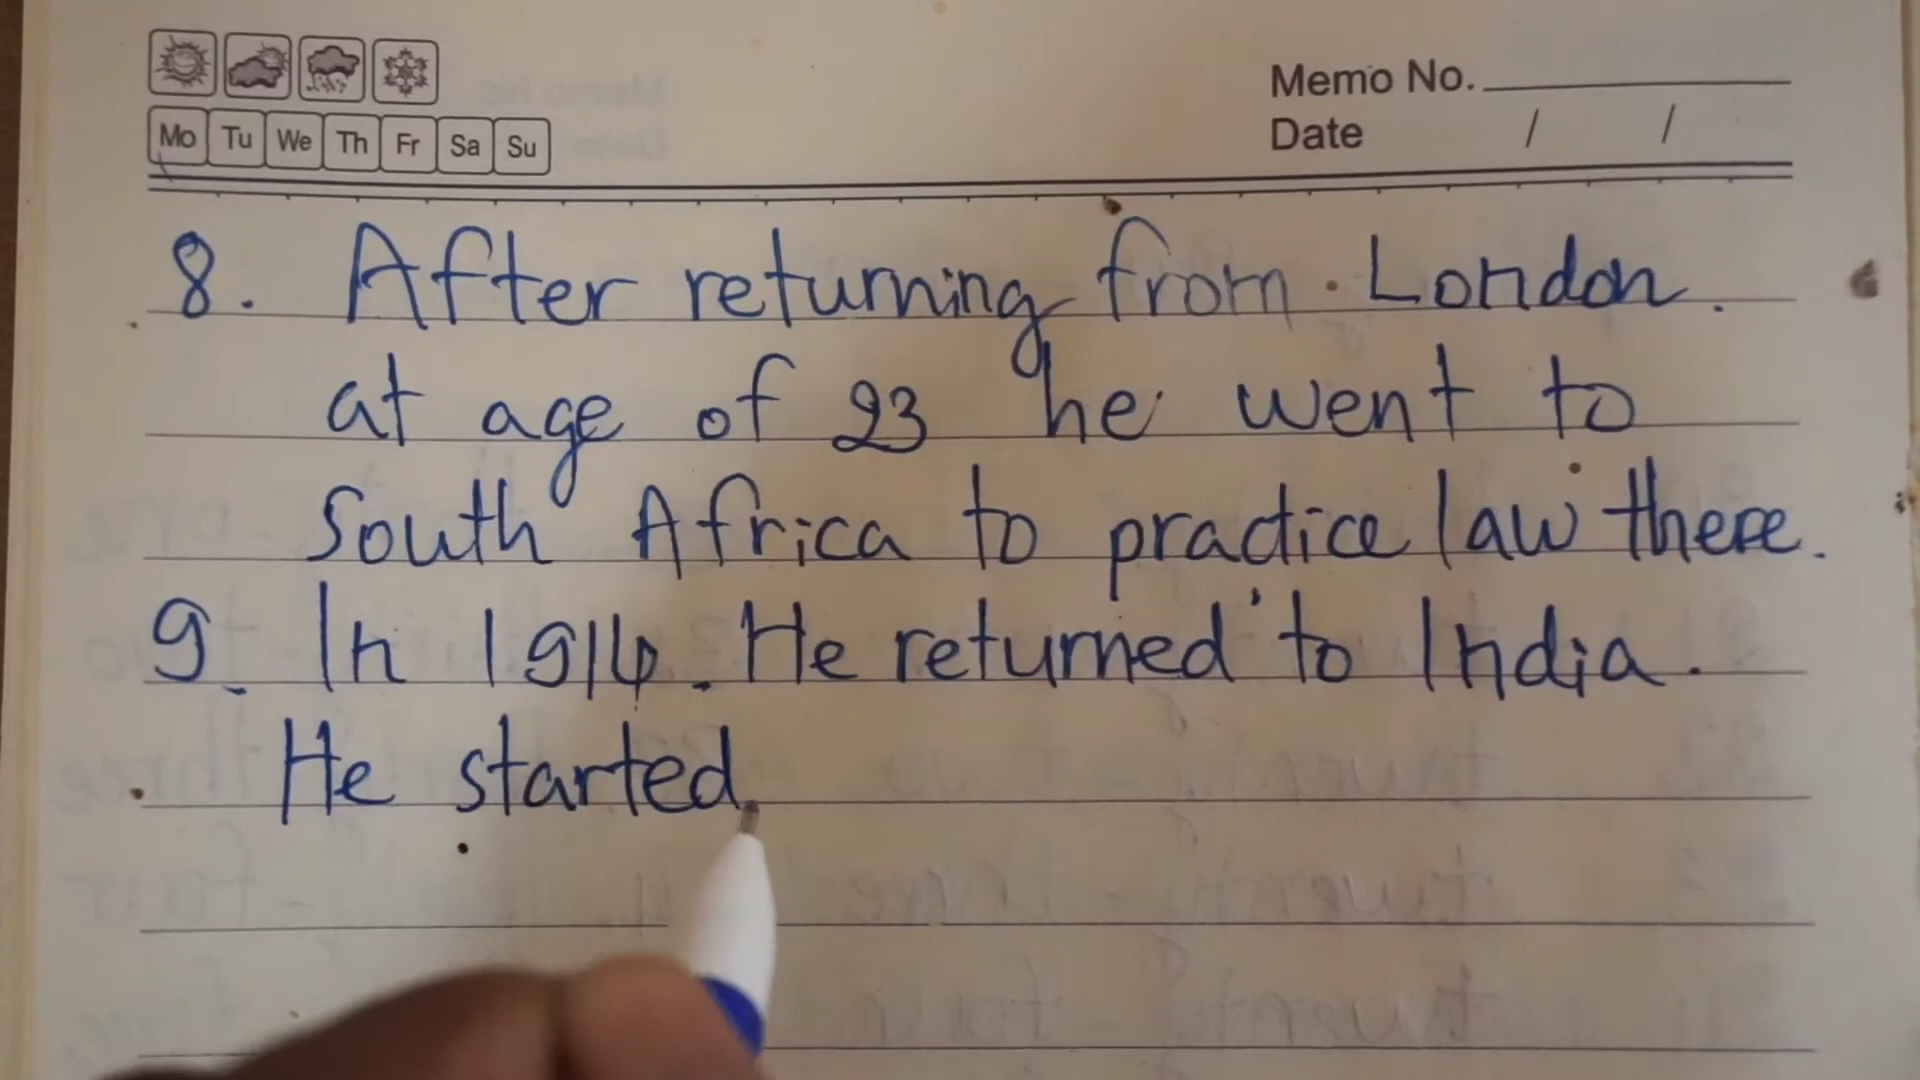 Memo No.
Mo Tu We Th Fr Sa Su
Date / /
8. After returning from London.
at age of 23 he went to
South Africa to practice law there.
9. In 1914. He returned to India.
He started